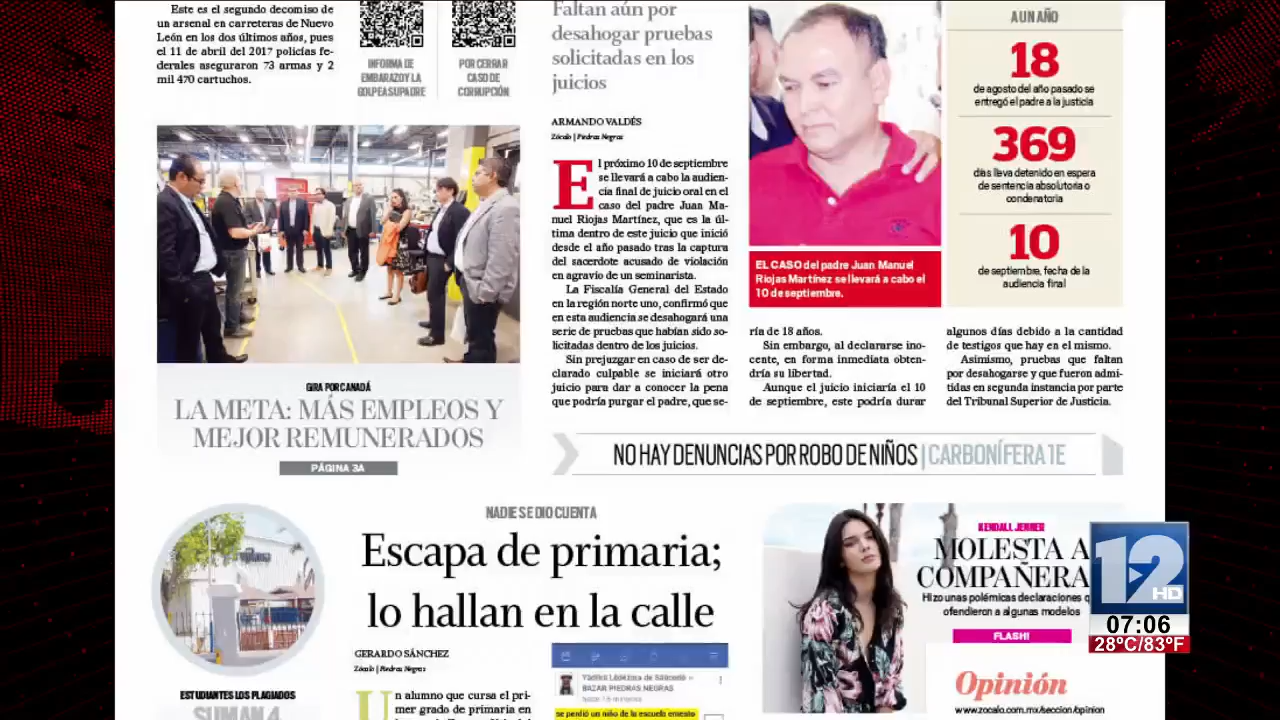 Este es el segundo decomiso de
un arsenal en carreteras de Nuevo
León en los dos últimos años, pues
el 11 de abril del 2017 policías fe-
derales aseguraron 73 armas y 2
mil 470 cartuchos.
INFORMA DE
EMBARAZO Y LA
GOLPEA SU PADRE
POR CERRAR
CASO DE
CORRUPCIÓN
GIRA POR CANADÁ
LA META: MÁS EMPLEOS Y
MEJOR REMUNERADOS
PÁGINA 3A
Faltan aún por
desahogar pruebas
solicitadas en los
juicios
ARMANDO VALDÉS
Zócalo | Piedras Negras
El próximo 10 de septiembre
se llevará a cabo la audien-
cia final de juicio oral en el
caso del padre Juan Ma-
nuel Riojas Martínez, que es la úl-
tima dentro de este juicio que inició
desde el año pasado tras la captura
del sacerdote acusado de violación
en agravio de un seminarista.
La Fiscalía General del Estado
en la región norte uno, confirmó que
en esta audiencia se desahogará una
serie de pruebas que habían sido so-
licitadas dentro de los juicios.
Sin prejuzgar en caso de ser de-
clarado culpable se iniciará otro
juicio para dar a conocer la pena
que podría purgar el padre, que se-
EL CASO del padre Juan Manuel
Riojas Martínez se llevará a cabo el
10 de septiembre.
ría de 18 años.
Sin embargo, al declararse ino-
cente, en forma inmediata obten-
dría su libertad.
Aunque el juicio iniciaría el 10
de septiembre, este podría durar
A UN AÑO
18
de agosto del año pasado se
entregó el padre a la justicia
369
días lleva detenido en espera
de sentencia absolutoria o
condenatoria
10
de septiembre, fecha de la
audiencia final
algunos días debido a la cantidad
de testigos que hay en el mismo.
Asimismo, pruebas que faltan
por desahogarse y que fueron admi-
tidas en segunda instancia por parte
del Tribunal Superior de Justicia.
NO HAY DENUNCIAS POR ROBO DE NIÑOS | CARBONÍFERA 1E
ESTUDIANTES LOS PLAGIADOS
SUMAN 4
NADIE SE DIO CUENTA
Escapa de primaria;
lo hallan en la calle
GERARDO SÁNCHEZ
Zócalo | Piedras Negras
Un alumno que cursa el pri-
mer grado de primaria en
BAZAR PIEDRAS NEGRAS
se perdió un niño de la escuela ernesto
KENDALL JENNER
MOLESTA A
COMPAÑERA
Hizo unas polémicas declaraciones q
ofendieron a algunas modelos
FLASH!
Opinión
www.zocalo.com.mx/seccion/opinion
12
HD
07:06
28°C/83°F